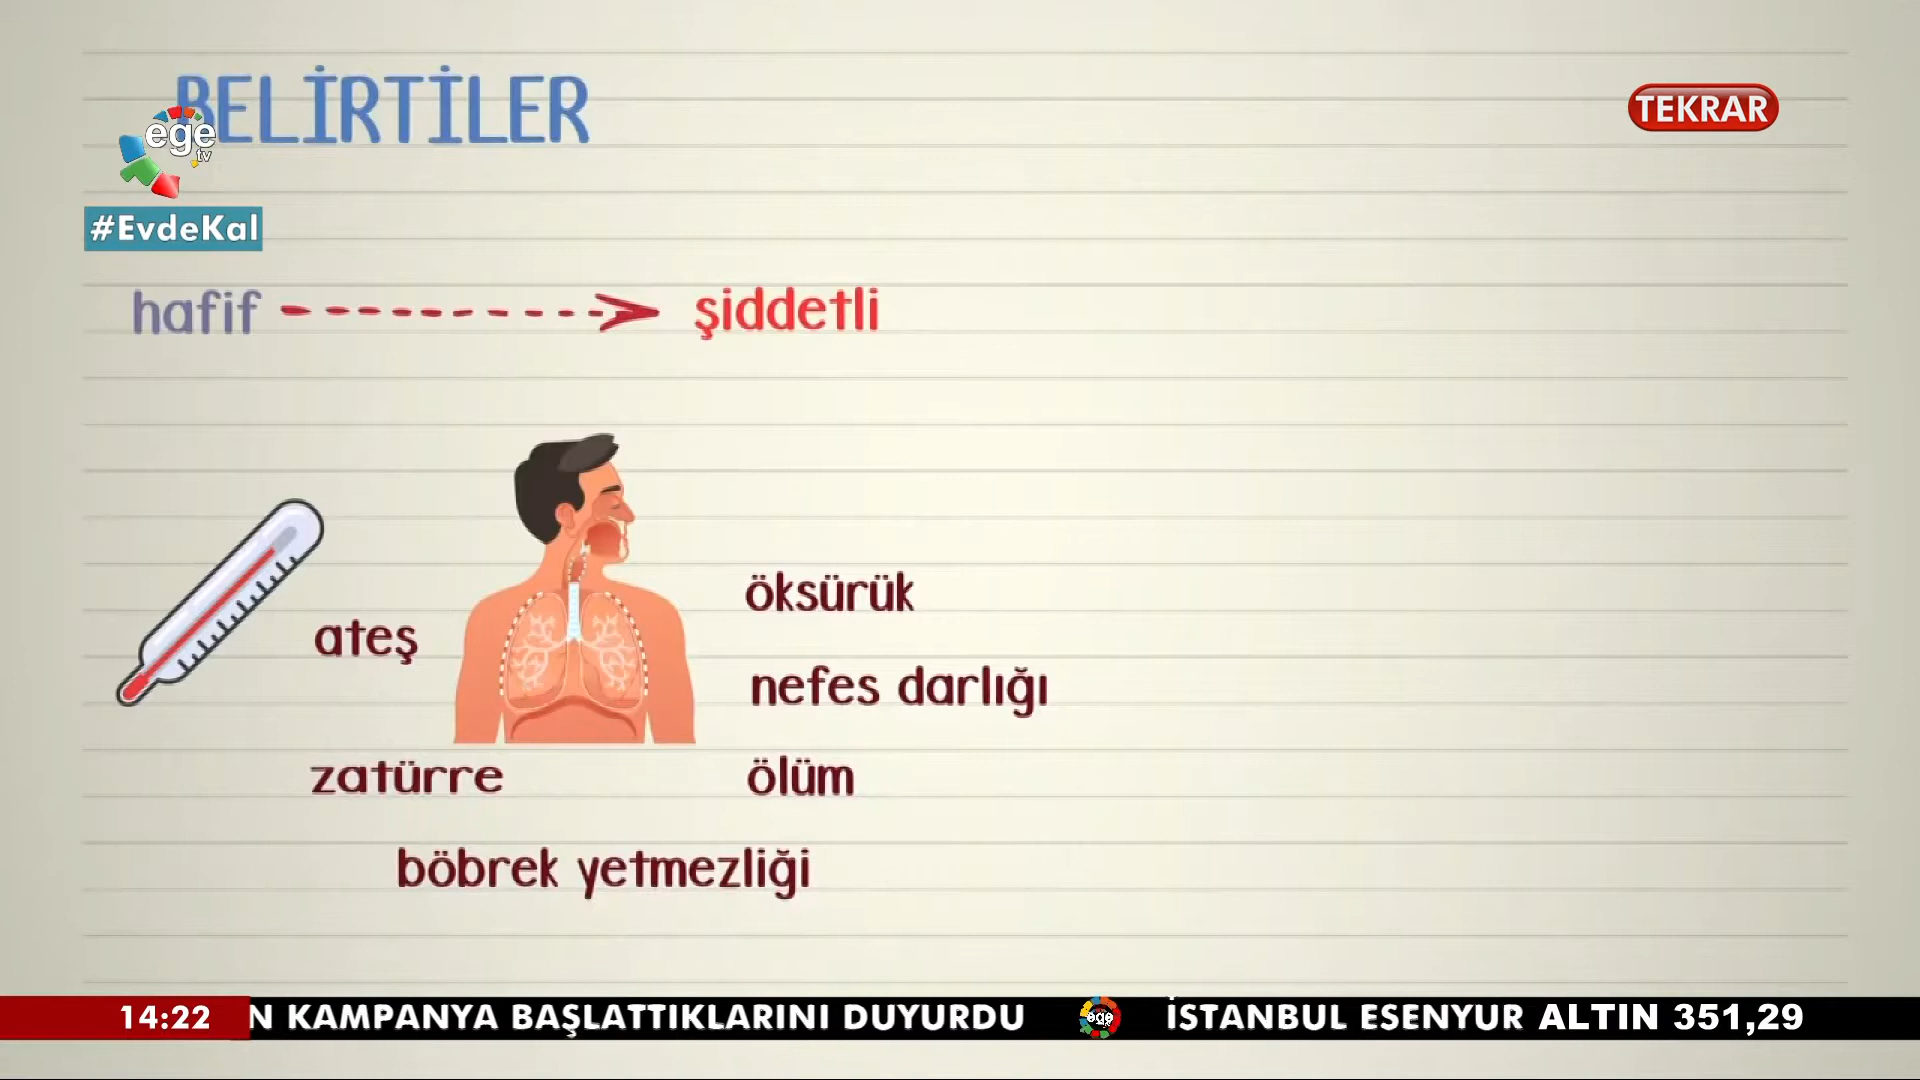 BELİRTİLER
TEKRAR
ege
tv
#EvdeKal
hafif şiddetli
öksürük
ateş
nefes darlığı
zatürre ölüm
böbrek yetmezliği
14:22 N KAMPANYA BAŞLATTIKLARINI DUYURDU ege İSTANBUL ESENYUR ALTIN 351,29